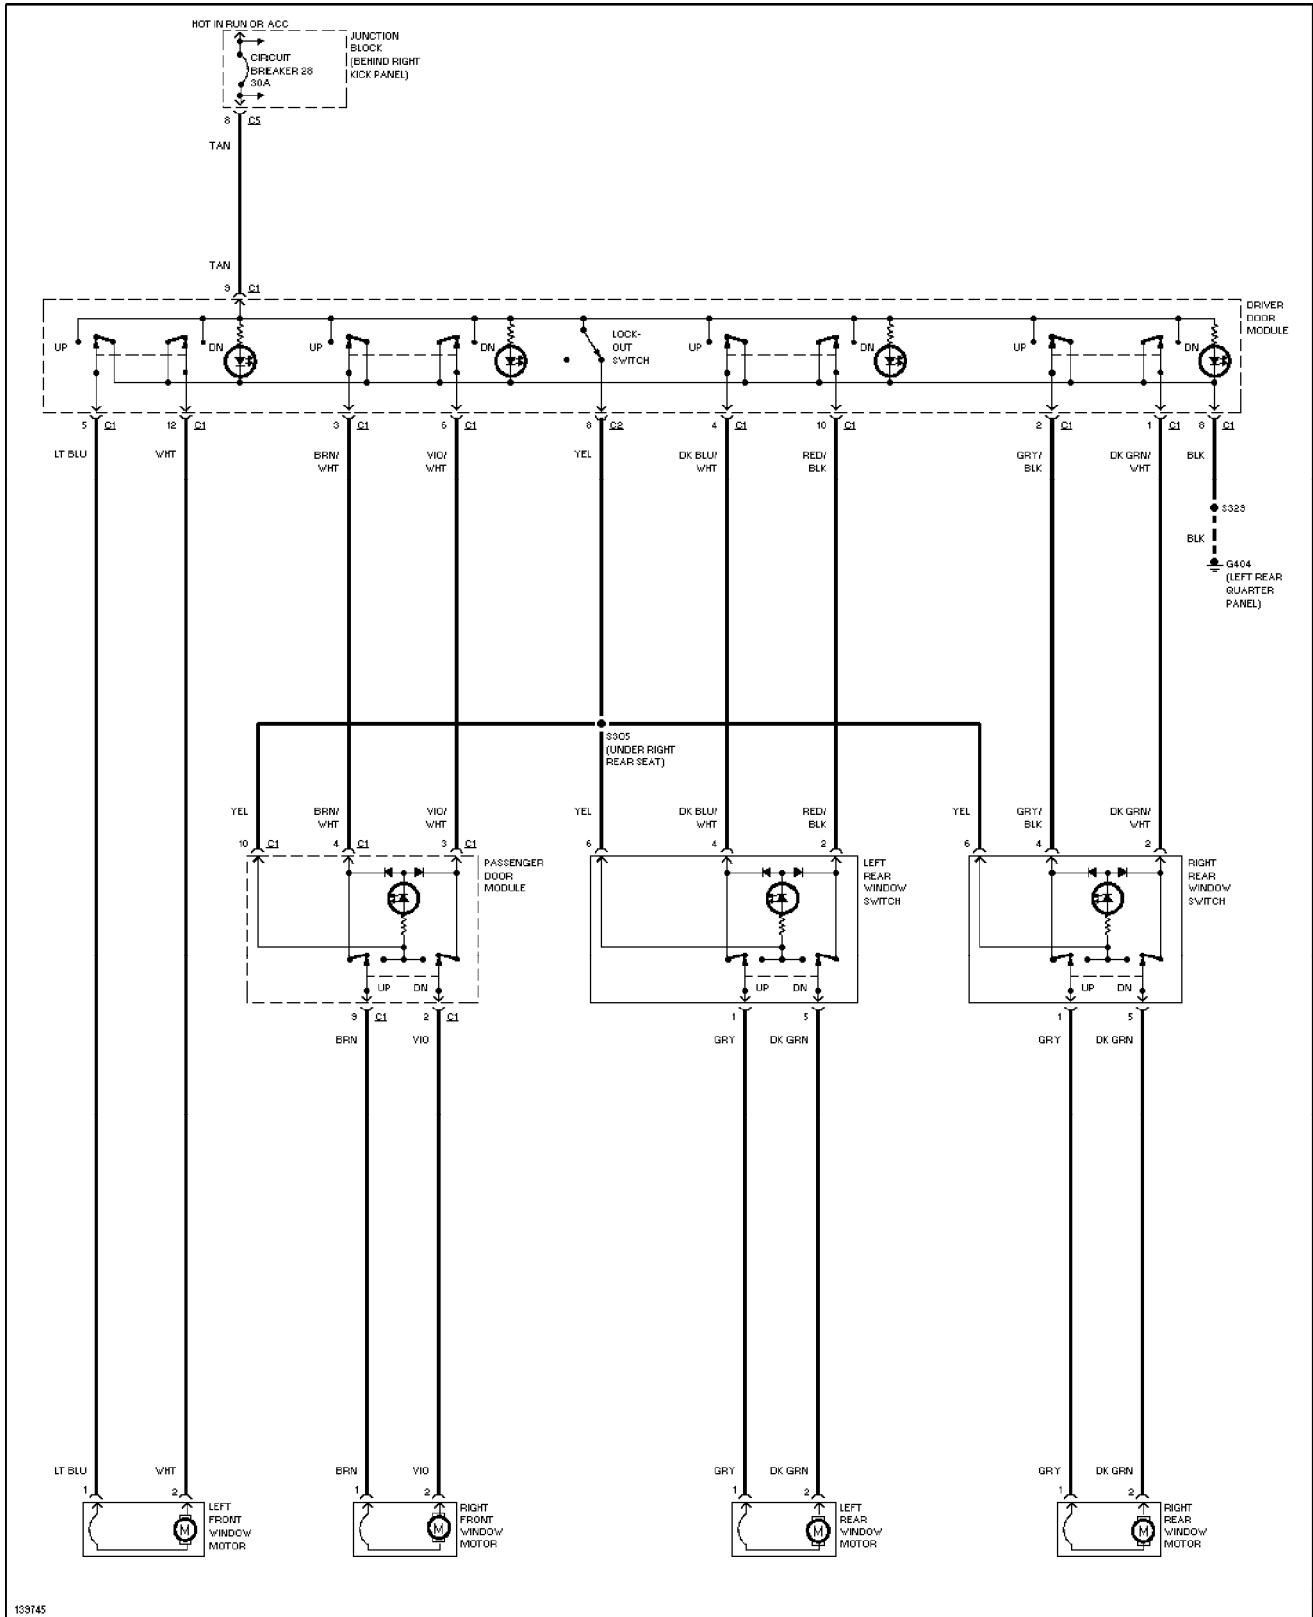 HOT IN RUN OR ACC
JUNCTION
BLOCK
(BEHIND RIGHT
KICK PANEL)
CIRCUIT
BREAKER 28
30A
8 C5
TAN
TAN
9 C1
DRIVER
DOOR
MODULE
UP
DN
UP
DN
LOCK-
OUT
SWITCH
UP
DN
UP
DN
5 C1
12 C1
3 C1
6 C1
8 C2
4 C1
10 C1
2 C1
1 C1
8 C1
LT BLU
WHT
BRN/
WHT
VIO/
WHT
YEL
DK BLU/
WHT
RED/
BLK
GRY/
BLK
DK GRN/
WHT
BLK
S323
BLK
G404
(LEFT REAR
QUARTER
PANEL)
S305
(UNDER RIGHT
REAR SEAT)
YEL
BRN/
WHT
VIO/
WHT
YEL
DK BLU/
WHT
RED/
BLK
YEL
GRY/
BLK
DK GRN/
WHT
10 C1
4 C1
3 C1
6
4
2
6
4
2
PASSENGER
DOOR
MODULE
LEFT
REAR
WINDOW
SWITCH
RIGHT
REAR
WINDOW
SWITCH
UP
DN
UP
DN
UP
DN
9 C1
2 C1
1
5
1
5
BRN
VIO
GRY
DK GRN
GRY
DK GRN
LT BLU
WHT
BRN
VIO
GRY
DK GRN
GRY
DK GRN
1
2
1
2
1
2
1
2
M
LEFT
FRONT
WINDOW
MOTOR
M
RIGHT
FRONT
WINDOW
MOTOR
M
LEFT
REAR
WINDOW
MOTOR
M
RIGHT
REAR
WINDOW
MOTOR
139745